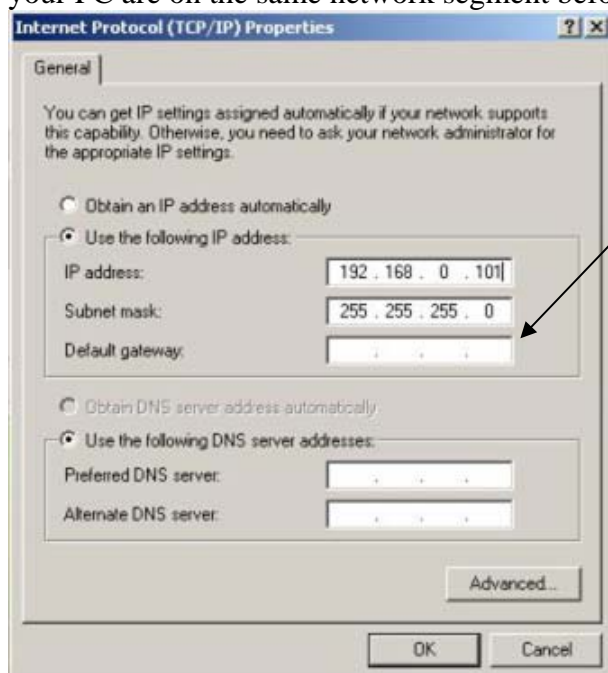 your PC are on the same network segment befo
Internet Protocol (TCP/IP) Properties
General
You can get IP settings assigned automatically if your network supports
this capability. Otherwise, you need to ask your network administrator for
the appropriate IP settings.
Obtain an IP address automatically
Use the following IP address:
IP address: 192 . 168 . 0 . 101
Subnet mask: 255 . 255 . 255 . 0
Default gateway: . . .
Obtain DNS server address automatically
Use the following DNS server addresses:
Preferred DNS server: . . .
Alternate DNS server: . . .
Advanced...
OK Cancel